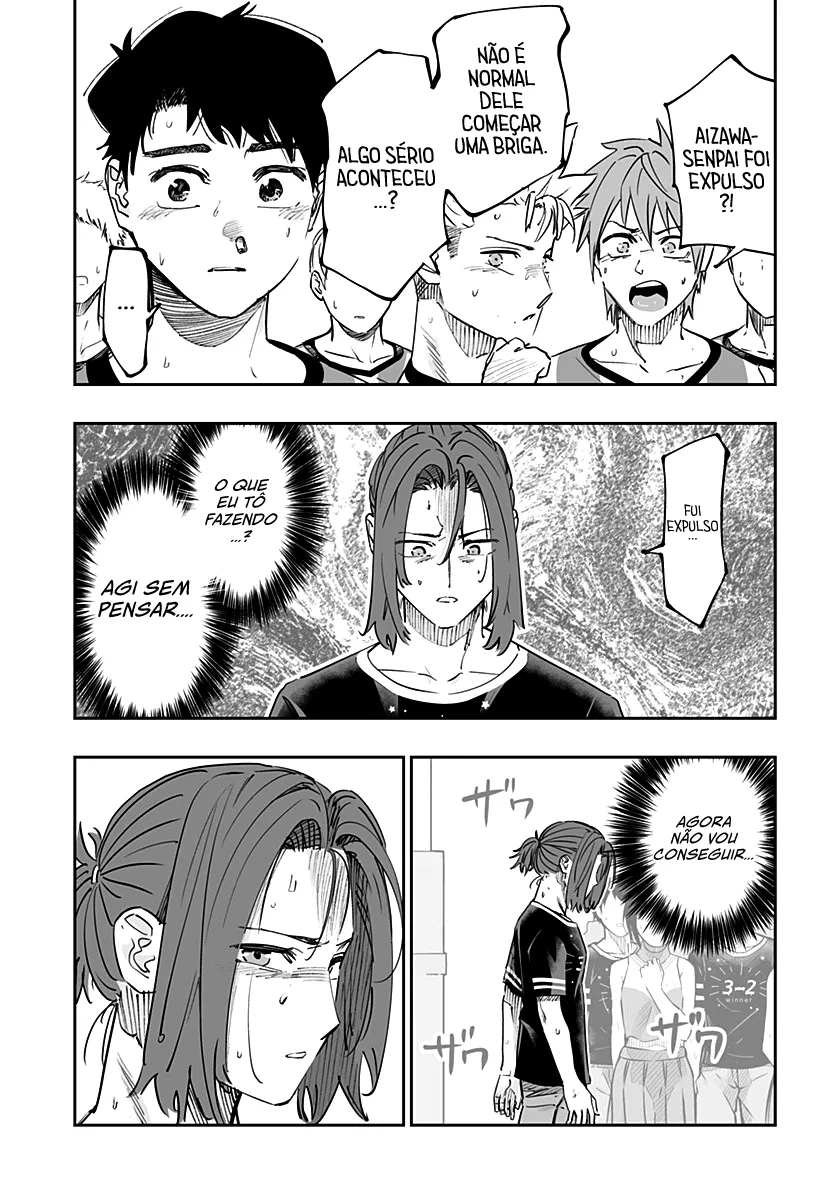 AIZAWA-
SENPAI FOI
EXPULSO
?!
NÃO É
NORMAL
DELE
COMEÇAR
UMA BRIGA.
ALGO SÉRIO
ACONTECEU
...?
...
FUI
EXPULSO
...
O QUE
EU TÔ
FAZENDO
...?
AGI SEM
PENSAR....
AGORA
NÃO VOU
CONSEGUIR...
ザワ
3-2
winner
ザワ
ザワ